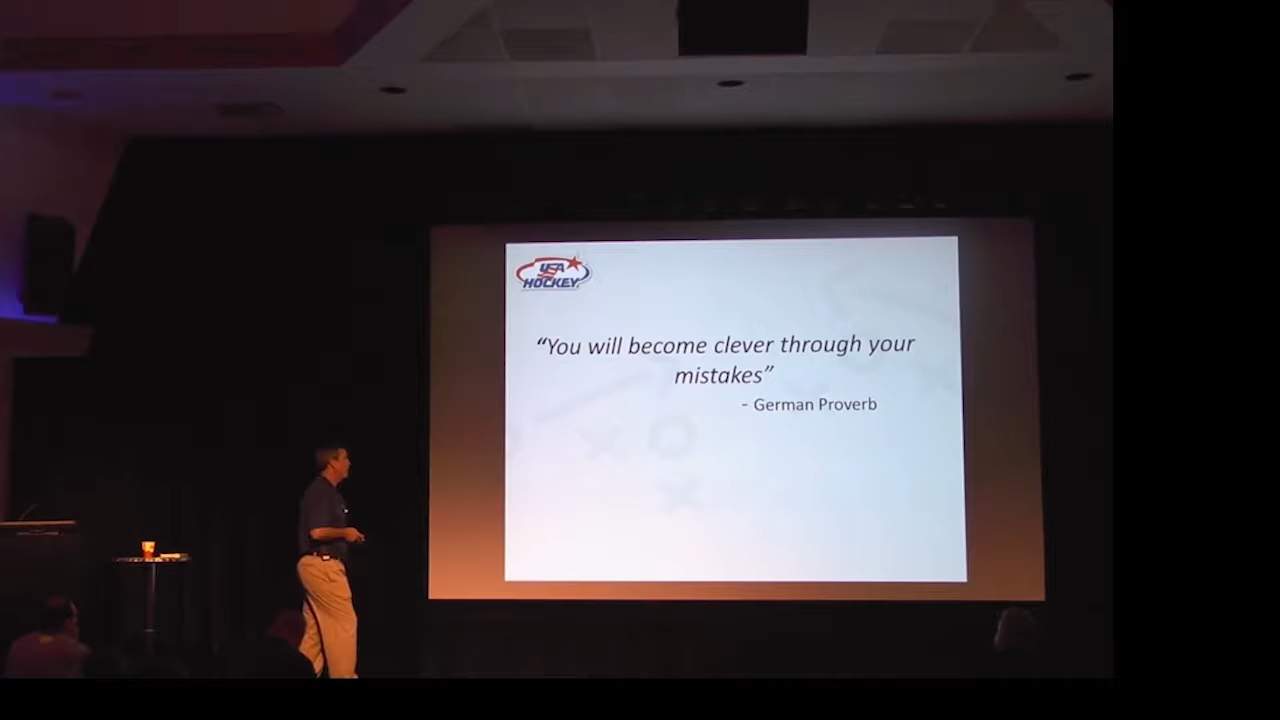 USA
HOCKEY
“You will become clever through your
mistakes”
- German Proverb